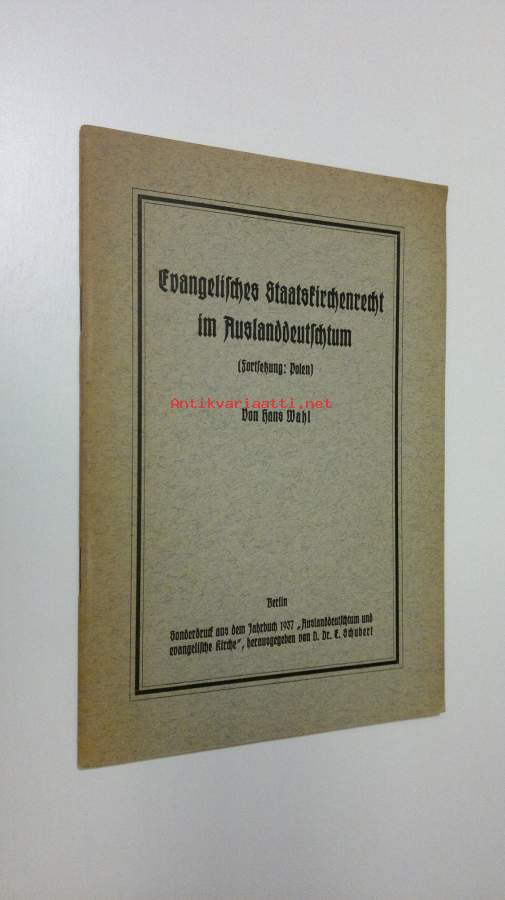 Evangelisches Staatskirchenrecht
im Auslanddeutschtum
(Fortsetzung: Polen)
Antikvariaatti.net
Von Hans Wahl
Berlin
Sonderdruck aus dem Jahrbuch 1937 „Auslanddeutschtum und
evangelische Kirche“, herausgegeben von D. Dr. E. Schubert